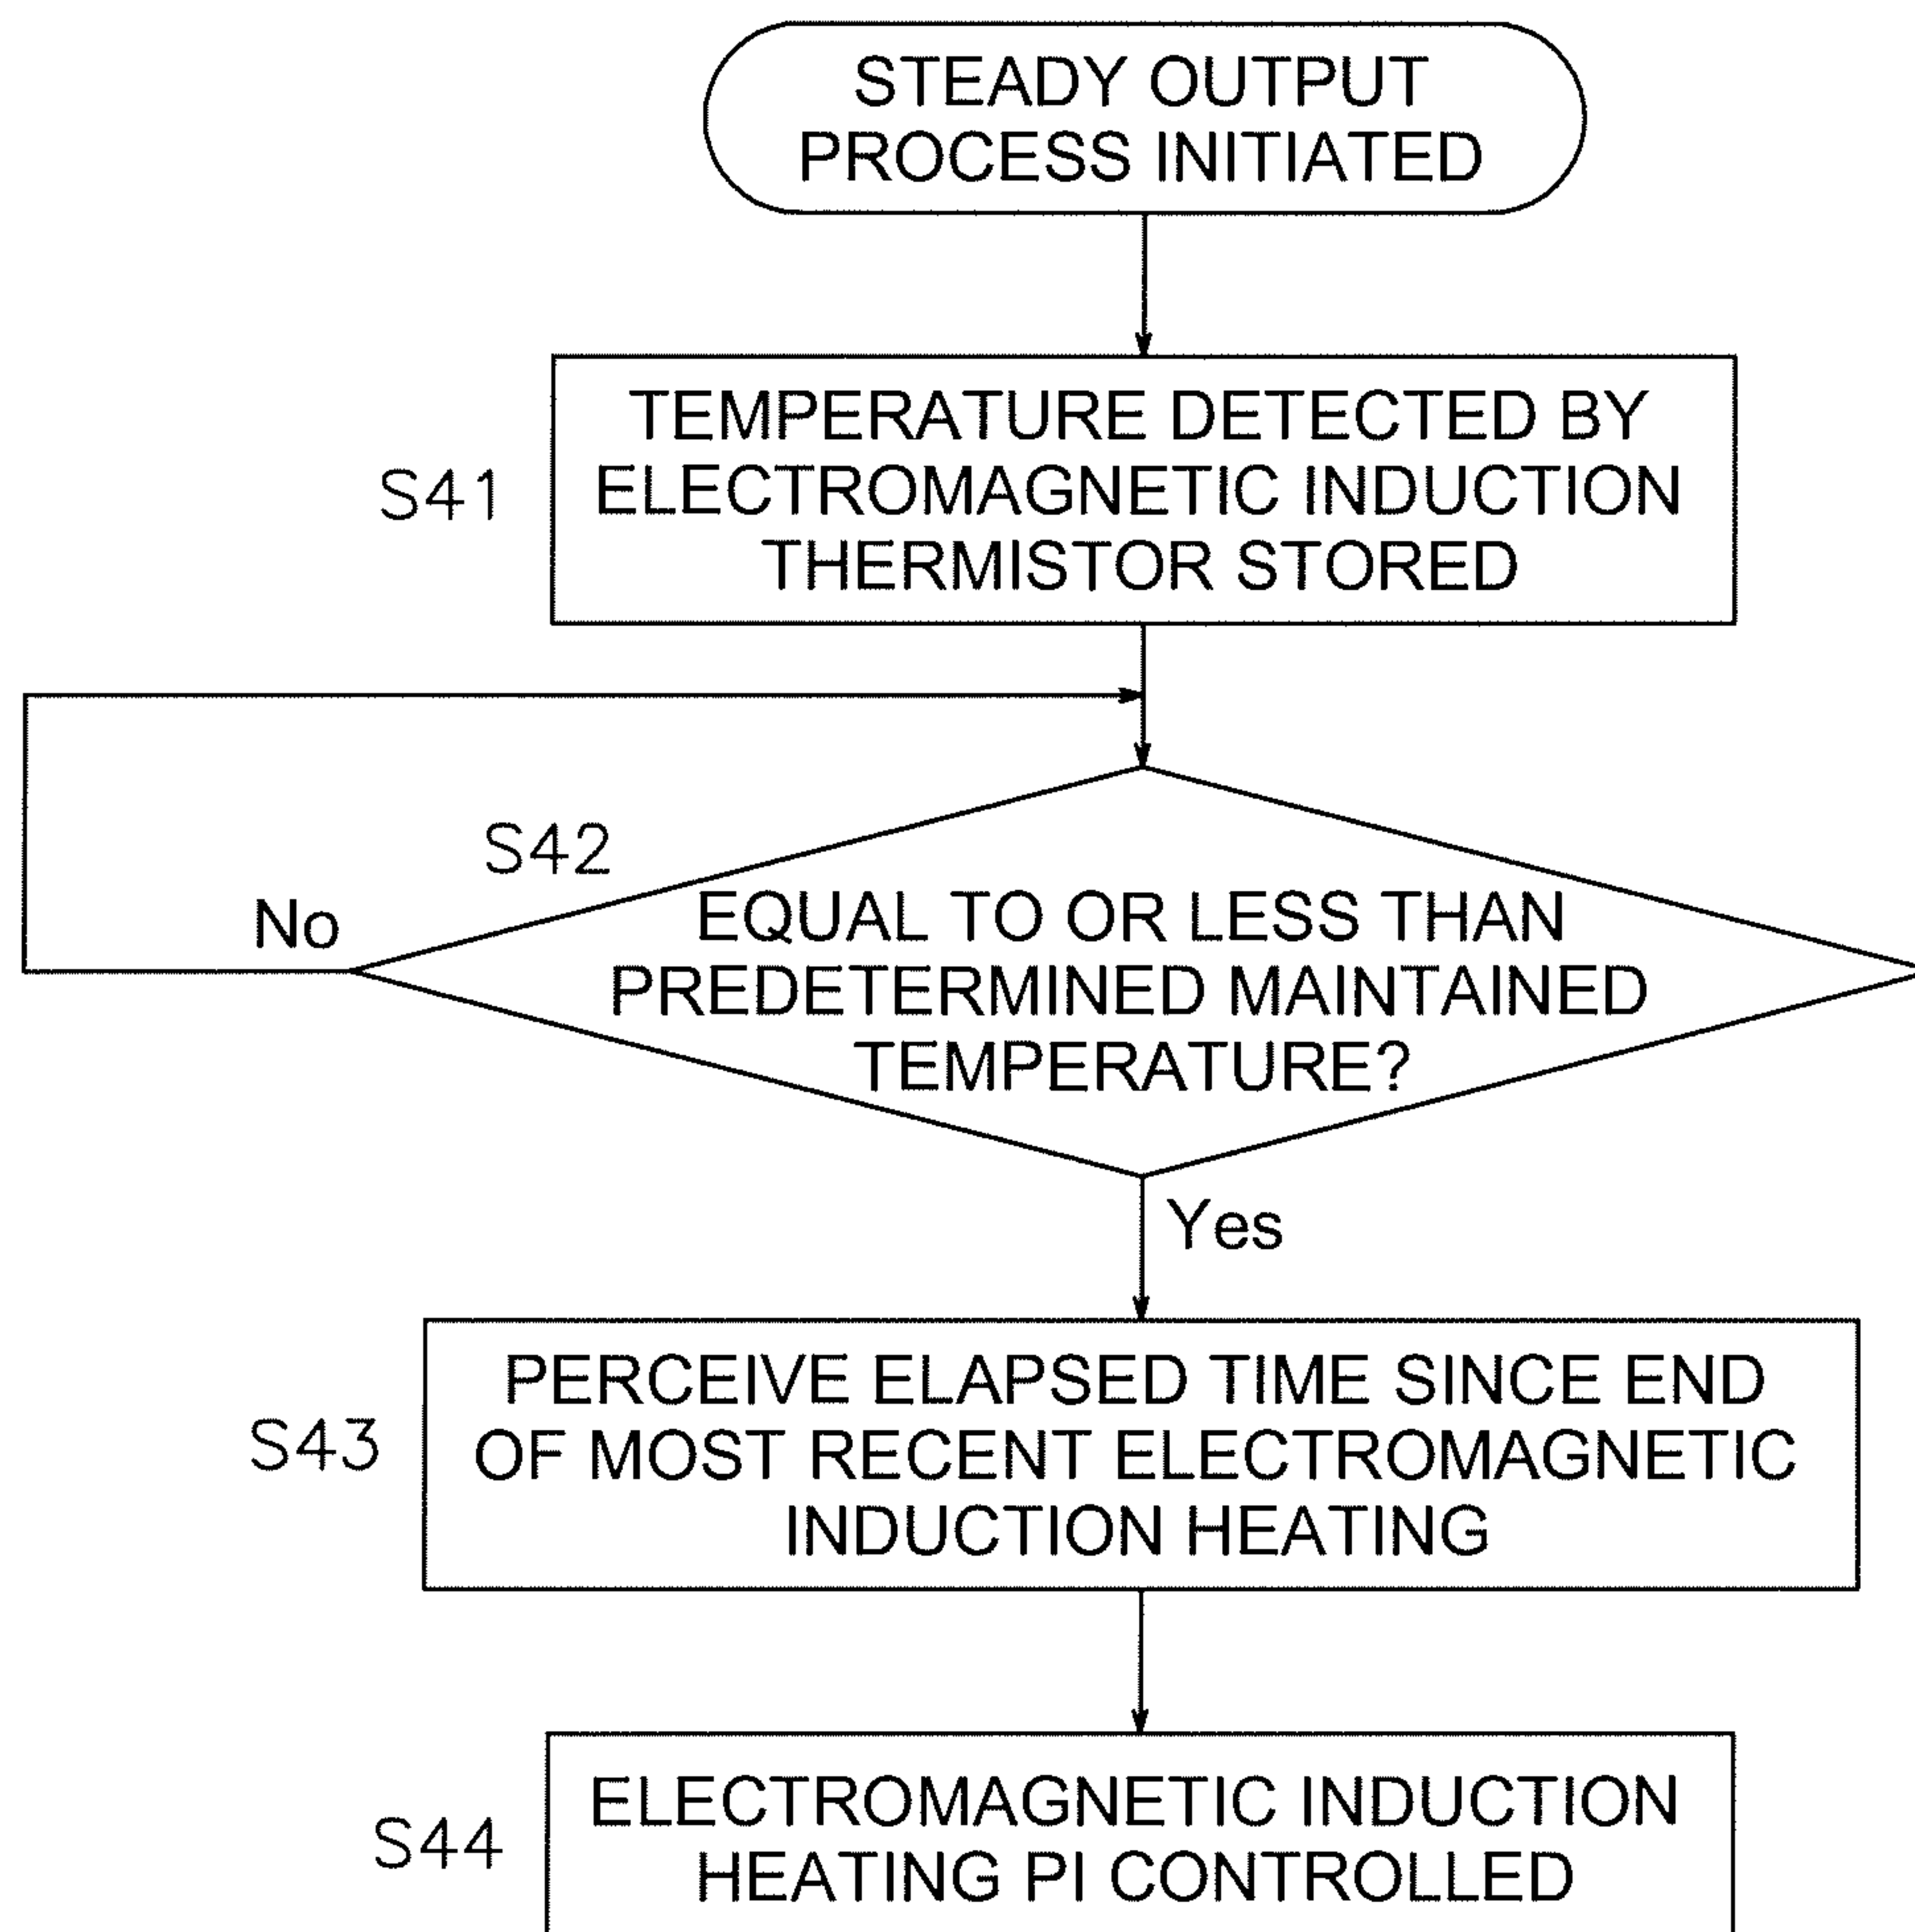 STEADY OUTPUT
PROCESS INITIATED
S41
TEMPERATURE DETECTED BY
ELECTROMAGNETIC INDUCTION
THERMISTOR STORED
S42
No
EQUAL TO OR LESS THAN
PREDETERMINED MAINTAINED
TEMPERATURE?
Yes
S43
PERCEIVE ELAPSED TIME SINCE END
OF MOST RECENT ELECTROMAGNETIC
INDUCTION HEATING
S44
ELECTROMAGNETIC INDUCTION
HEATING PI CONTROLLED